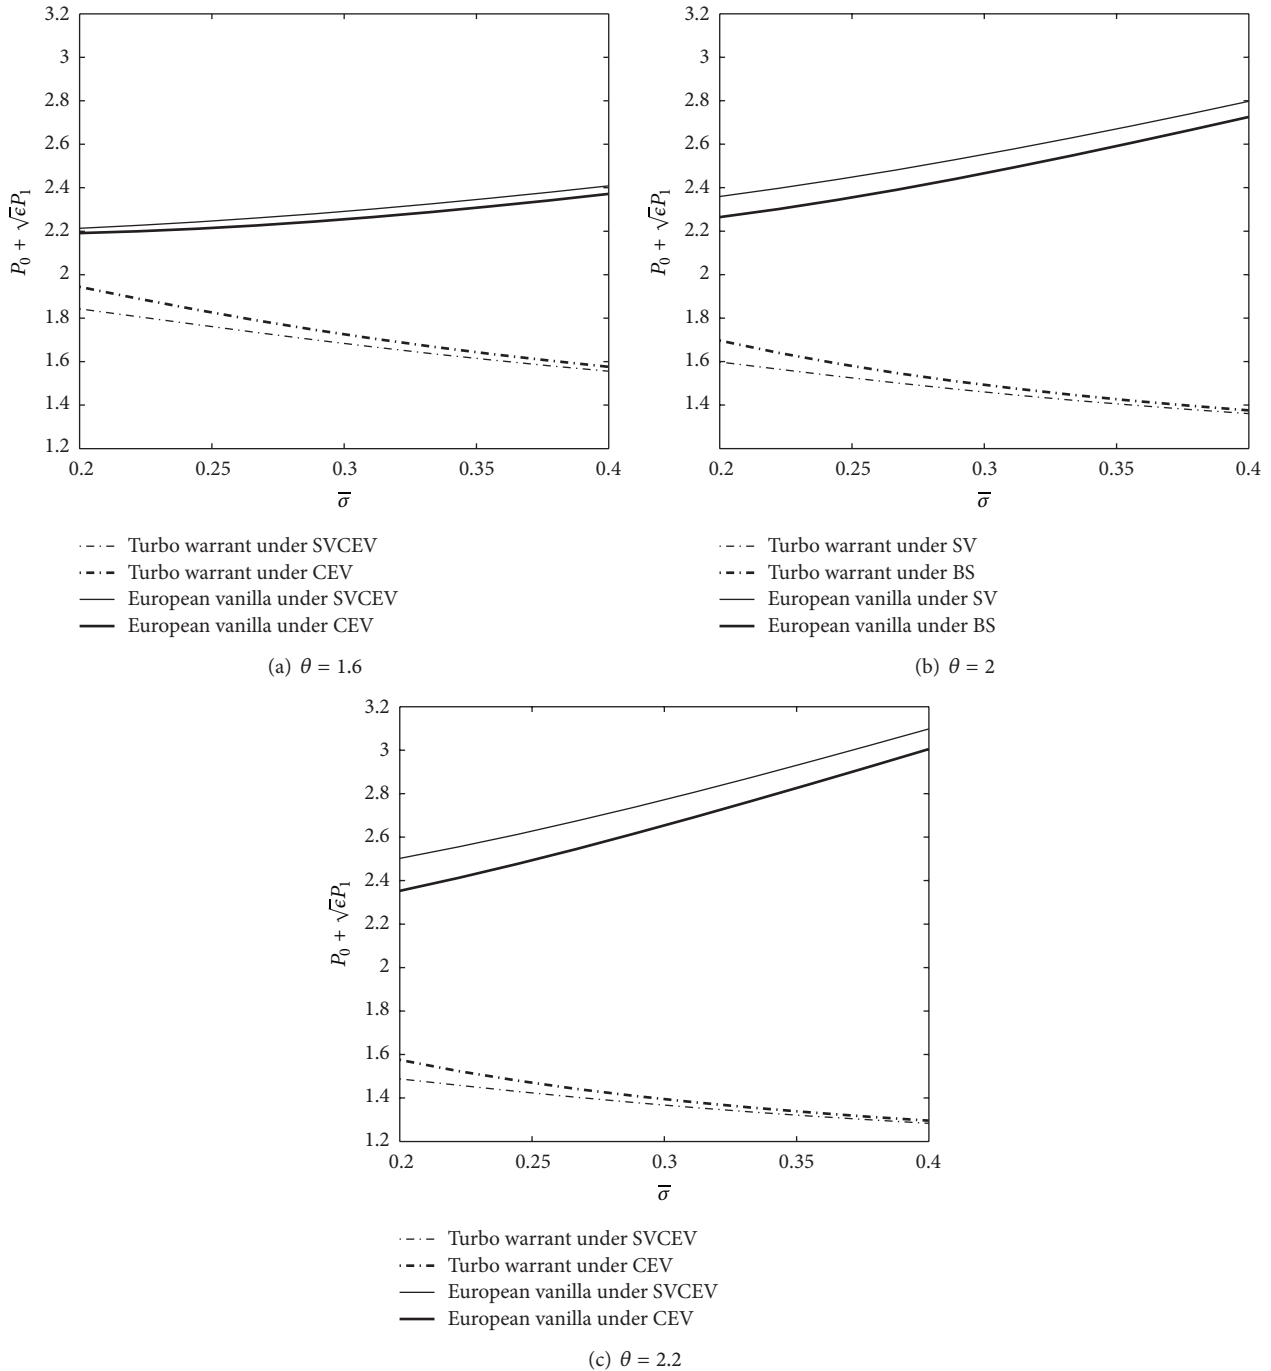 3.2
3
2.8
2.6
2.4
2.2
2
1.8
1.6
1.4
1.2
P₀ + √ϵP₁
0.2 0.25 0.3 0.35 0.4
σ̅
Turbo warrant under SVCEV
Turbo warrant under CEV
European vanilla under SVCEV
European vanilla under CEV
(a) θ = 1.6
3.2
3
2.8
2.6
2.4
2.2
2
1.8
1.6
1.4
1.2
P₀ + √ϵP₁
0.2 0.25 0.3 0.35 0.4
σ̅
Turbo warrant under SV
Turbo warrant under BS
European vanilla under SV
European vanilla under BS
(b) θ = 2
3.2
3
2.8
2.6
2.4
2.2
2
1.8
1.6
1.4
1.2
P₀ + √ϵP₁
0.2 0.25 0.3 0.35 0.4
σ̅
Turbo warrant under SVCEV
Turbo warrant under CEV
European vanilla under SVCEV
European vanilla under CEV
(c) θ = 2.2